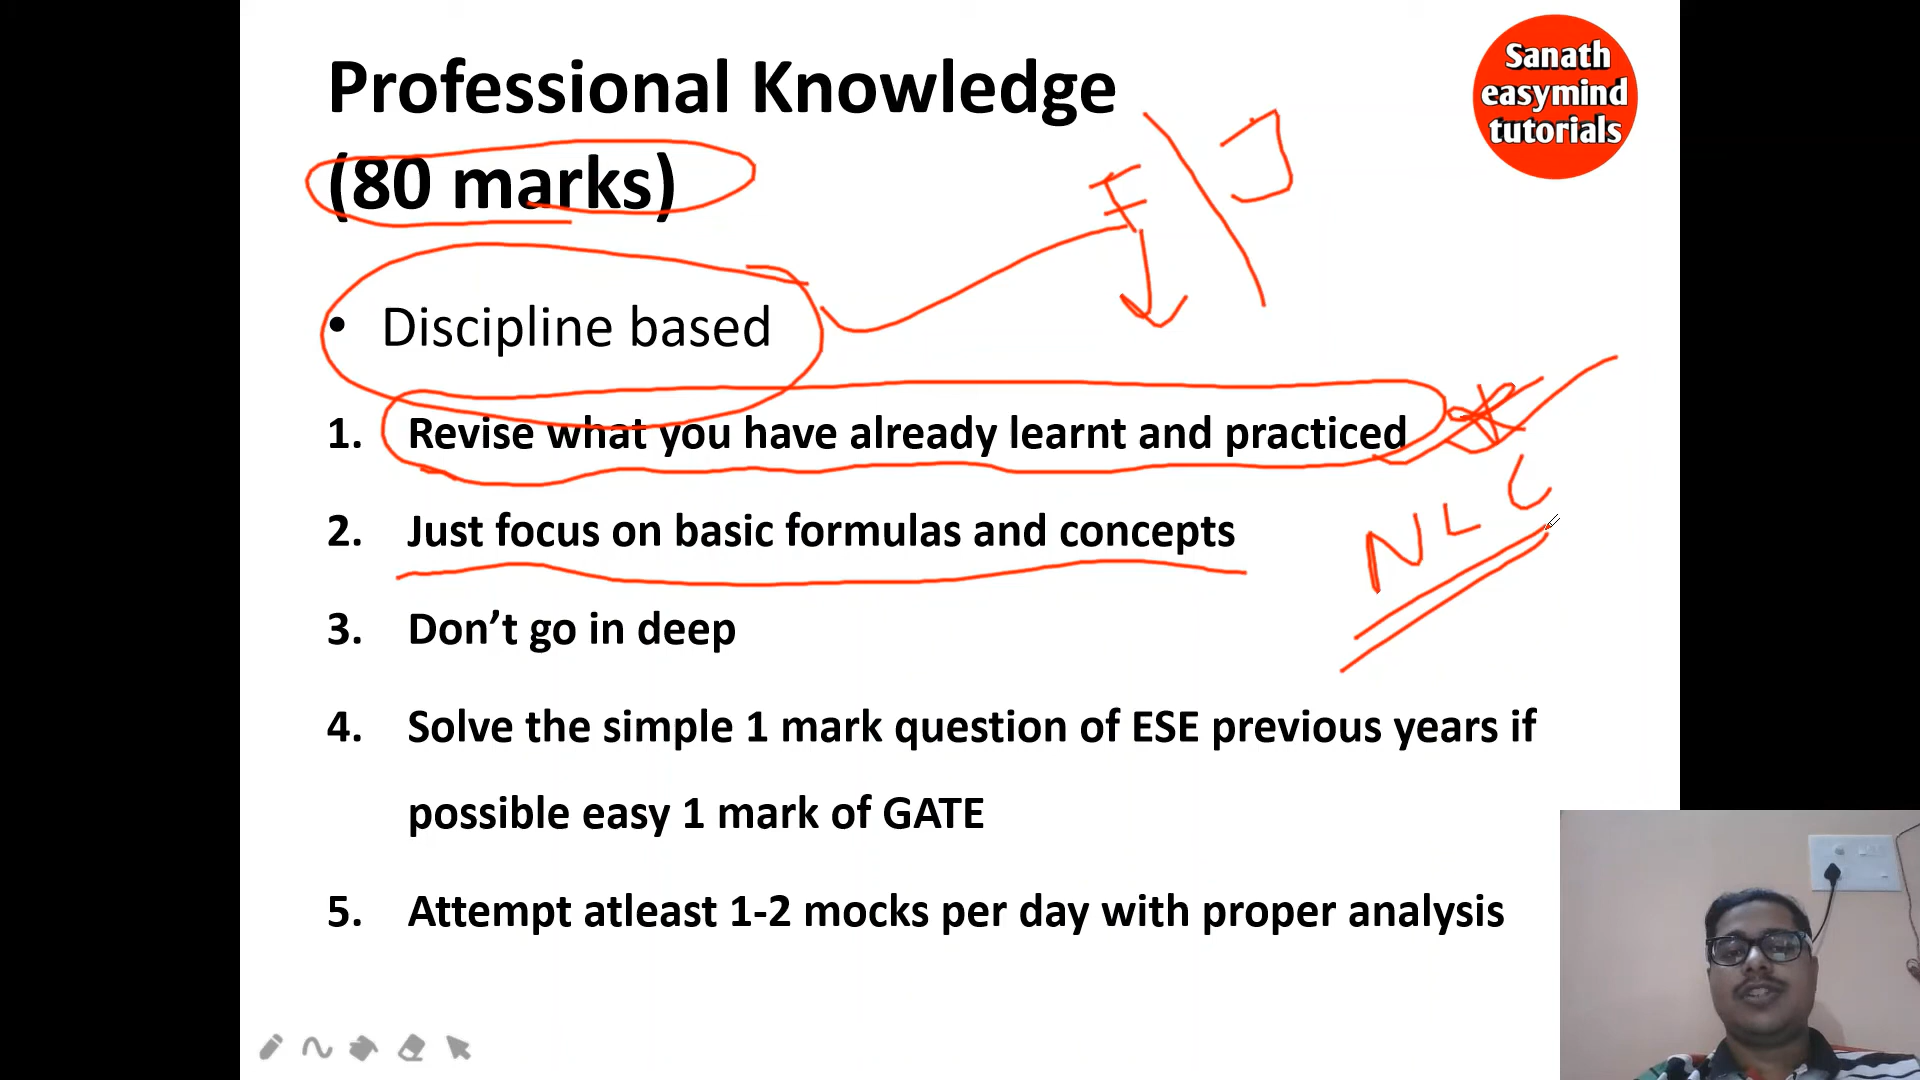 Professional Knowledge
(80 marks)
Sanath
easymind
tutorials
• Discipline based
1. Revise what you have already learnt and practiced
2. Just focus on basic formulas and concepts
NLC
3. Don’t go in deep
4. Solve the simple 1 mark question of ESE previous years if
possible easy 1 mark of GATE
5. Attempt atleast 1-2 mocks per day with proper analysis